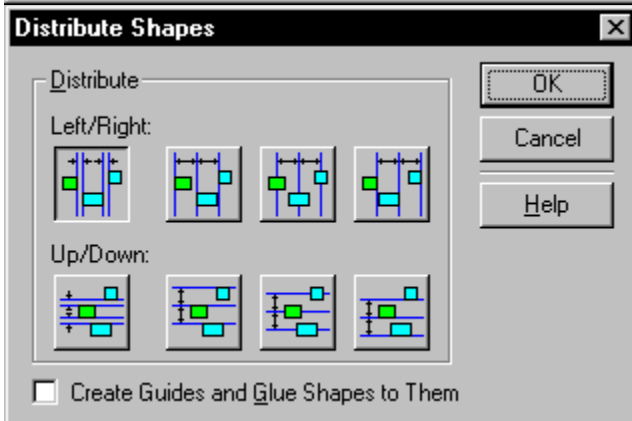 Distribute Shapes
Distribute
OK
Left/Right:
Cancel
Help
Up/Down:
Create Guides and Glue Shapes to Them